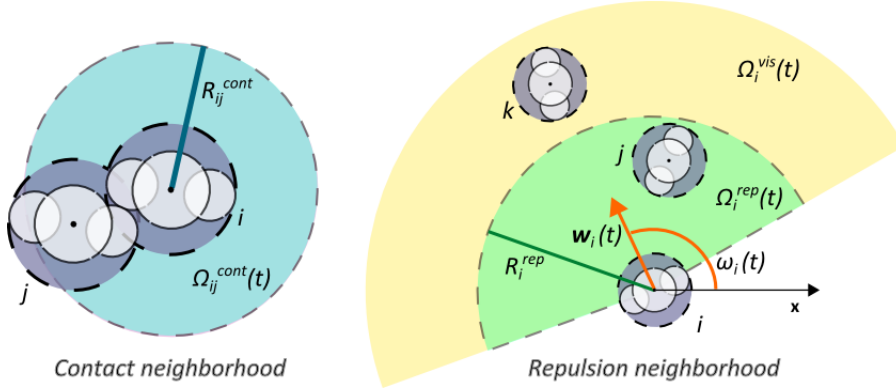 R_ij^cont
i
j
Ω_ij^cont(t)
Contact neighborhood
Ω_i^vis(t)
k
j
Ω_i^rep(t)
w_i(t)
R_i^rep
ω_i(t)
x
i
Repulsion neighborhood